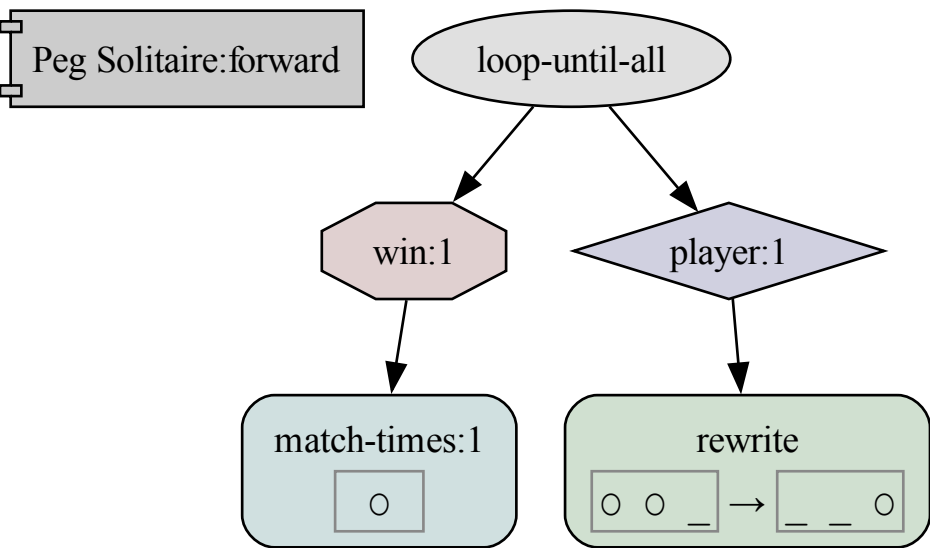 Peg Solitaire:forward
loop-until-all
win:1
player:1
match-times:1
o
rewrite
o o _ → _ _ o